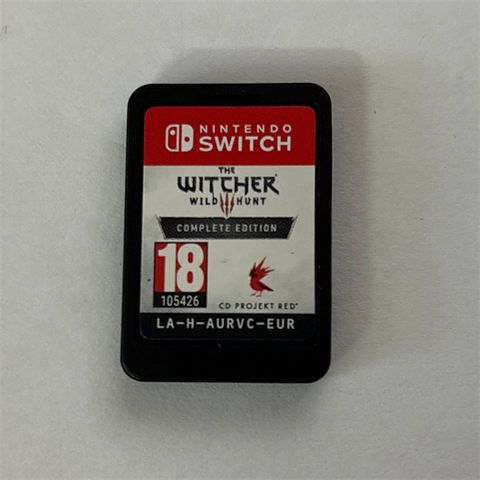 NINTENDO
SWITCH
THE
WITCHER
WILD HUNT
COMPLETE EDITION
18
105426
CD PROJEKT RED®
LA-H-AURVC-EUR